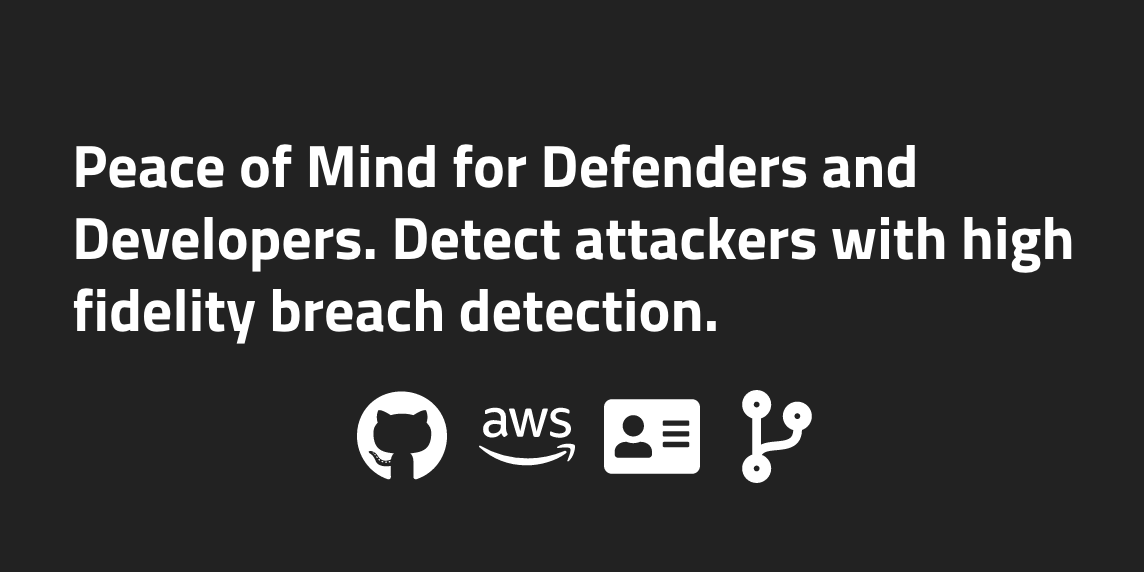 Peace of Mind for Defenders and
Developers. Detect attackers with high
fidelity breach detection.
aws